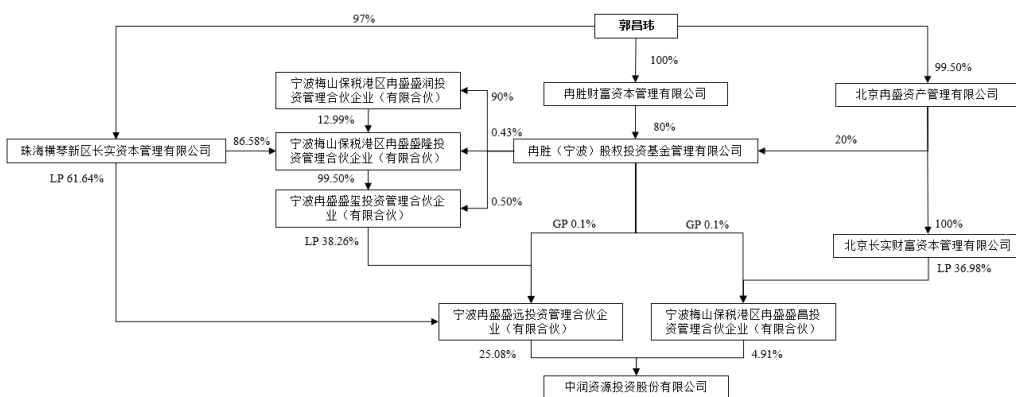 郭昌玮
97%
100%
99.50%
宁波梅山保税港区冉盛盛润投
资管理合伙企业（有限合伙）
90%
冉胜财富资本管理有限公司
北京冉盛资产管理有限公司
12.99%
80%
珠海横琴新区长实资本管理有限公司
86.58%
宁波梅山保税港区冉盛盛隆投
资管理合伙企业（有限合伙）
0.43%
冉胜（宁波）股权投资基金管理有限公司
20%
LP 61.64%
99.50%
宁波冉盛盛玺投资管理合伙企
业（有限合伙）
0.50%
LP 38.26%
GP 0.1%
GP 0.1%
100%
北京长实财富资本管理有限公司
LP 36.98%
宁波冉盛盛远投资管理合伙企
业（有限合伙）
宁波梅山保税港区冉盛盛昌投
资管理合伙企业（有限合伙）
25.08%
4.91%
中润资源投资股份有限公司